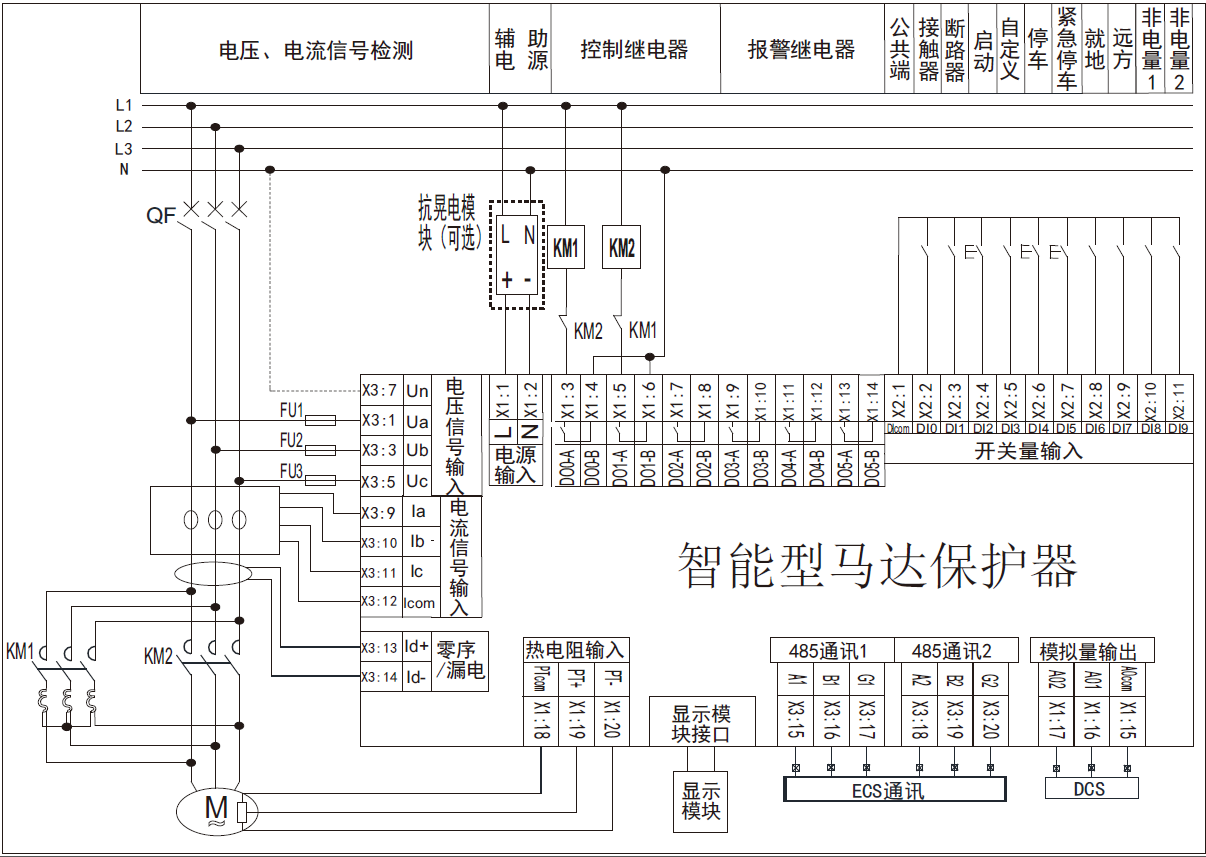 电压、电流信号检测
辅助
电源
控制继电器
报警继电器
公共端
接触器
断路器
启动
自定义
停车
紧急停车
就地
远方
非电量1
非电量2
L1
L2
L3
N
QF
抗晃电模
块（可选）
L N
+ -
KM1
KM2
KM2
KM1
FU1
FU2
FU3
X3:7 Un
X3:1 Ua
X3:3 Ub
X3:5 Uc
电压信号输入
X3:9 Ia
X3:10 Ib -
X3:11 Ic
X3:12 Icom
电流信号输入
X3:13 Id+
X3:14 Id-
零序
/漏电
X1:1 X1:2
L N
电源
输入
X1:3 X1:4 X1:5 X1:6 X1:7 X1:8 X1:9 X1:10 X1:11 X1:12 X1:13 X1:14
DO0-A DO0-B DO1-A DO1-B DO2-A DO2-B DO3-A DO3-B DO4-A DO4-B DO5-A DO5-B
X2:1 X2:2 X2:3 X2:4 X2:5 X2:6 X2:7 X2:8 X2:9 X2:10 X2:11
DIcom DI0 DI1 DI2 DI3 DI4 DI5 DI6 DI7 DI8 DI9
开关量输入
智能型马达保护器
KM1
KM2
M
≈
热电阻输入
PTcom PT+ PT-
X1:18 X1:19 X1:20
显示模
块接口
显示
模块
485通讯1
A1 B1 G1
X3:15 X3:16 X3:17
485通讯2
A2 B2 G2
X3:18 X3:19 X3:20
ECS通讯
模拟量输出
AO2 AO1 AOcom
X1:17 X1:16 X1:15
DCS